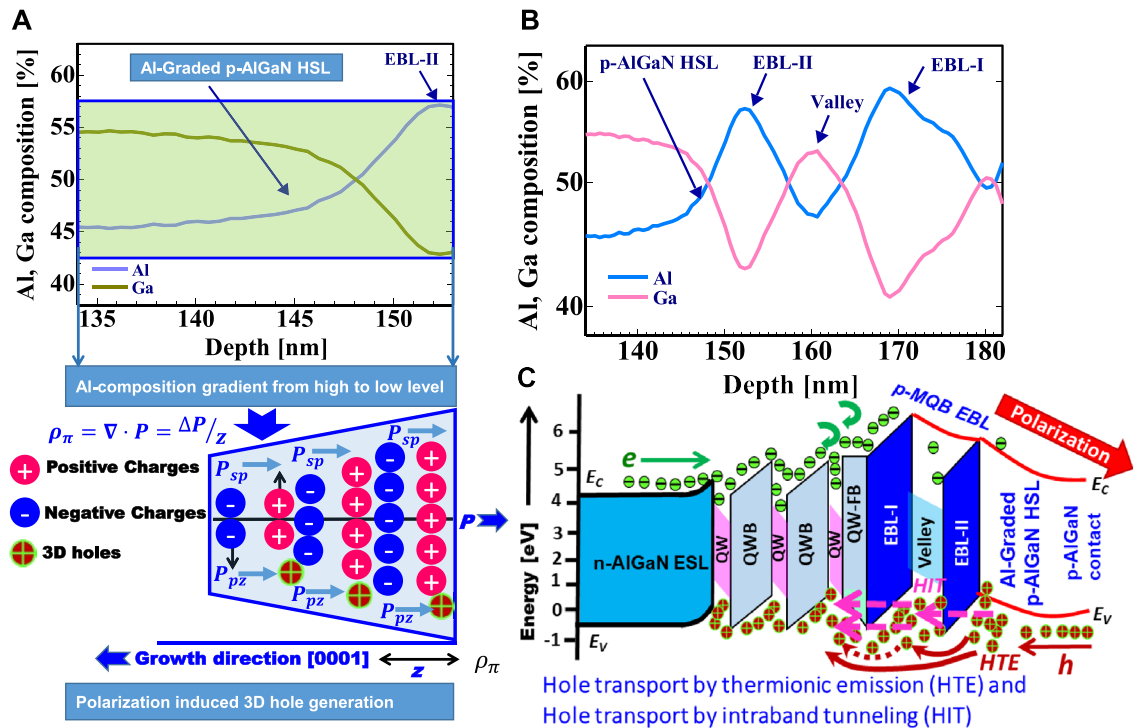 A
Al, Ga composition [%]
60
55
50
45
40
Al-Graded p-AlGaN HSL
EBL-II
Al
Ga
135
140
145
150
Depth [nm]
Al-composition gradient from high to low level
ρπ = ∇ · P = ΔP/z
Positive Charges
Negative Charges
3D holes
Psp
Psp
Psp
Psp
Ppz
Ppz
Ppz
P
Growth direction [0001]
z
ρπ
Polarization induced 3D hole generation
B
Al, Ga composition [%]
60
50
40
p-AlGaN HSL
EBL-II
Valley
EBL-I
Al
Ga
140
150
160
170
180
Depth [nm]
C
Energy [eV]
6
5
4
3
2
1
0
-1
e
EC
EV
n-AlGaN ESL
QW
QWB
QW
QWB
QW
QW-FB
EBL-I
Velley
EBL-II
p-MQB EBL
Polarization
Al-Graded
p-AlGaN HSL
p-AlGaN
contact
EC
EV
HIT
HTE
h
Hole transport by thermionic emission (HTE) and
Hole transport by intraband tunneling (HIT)